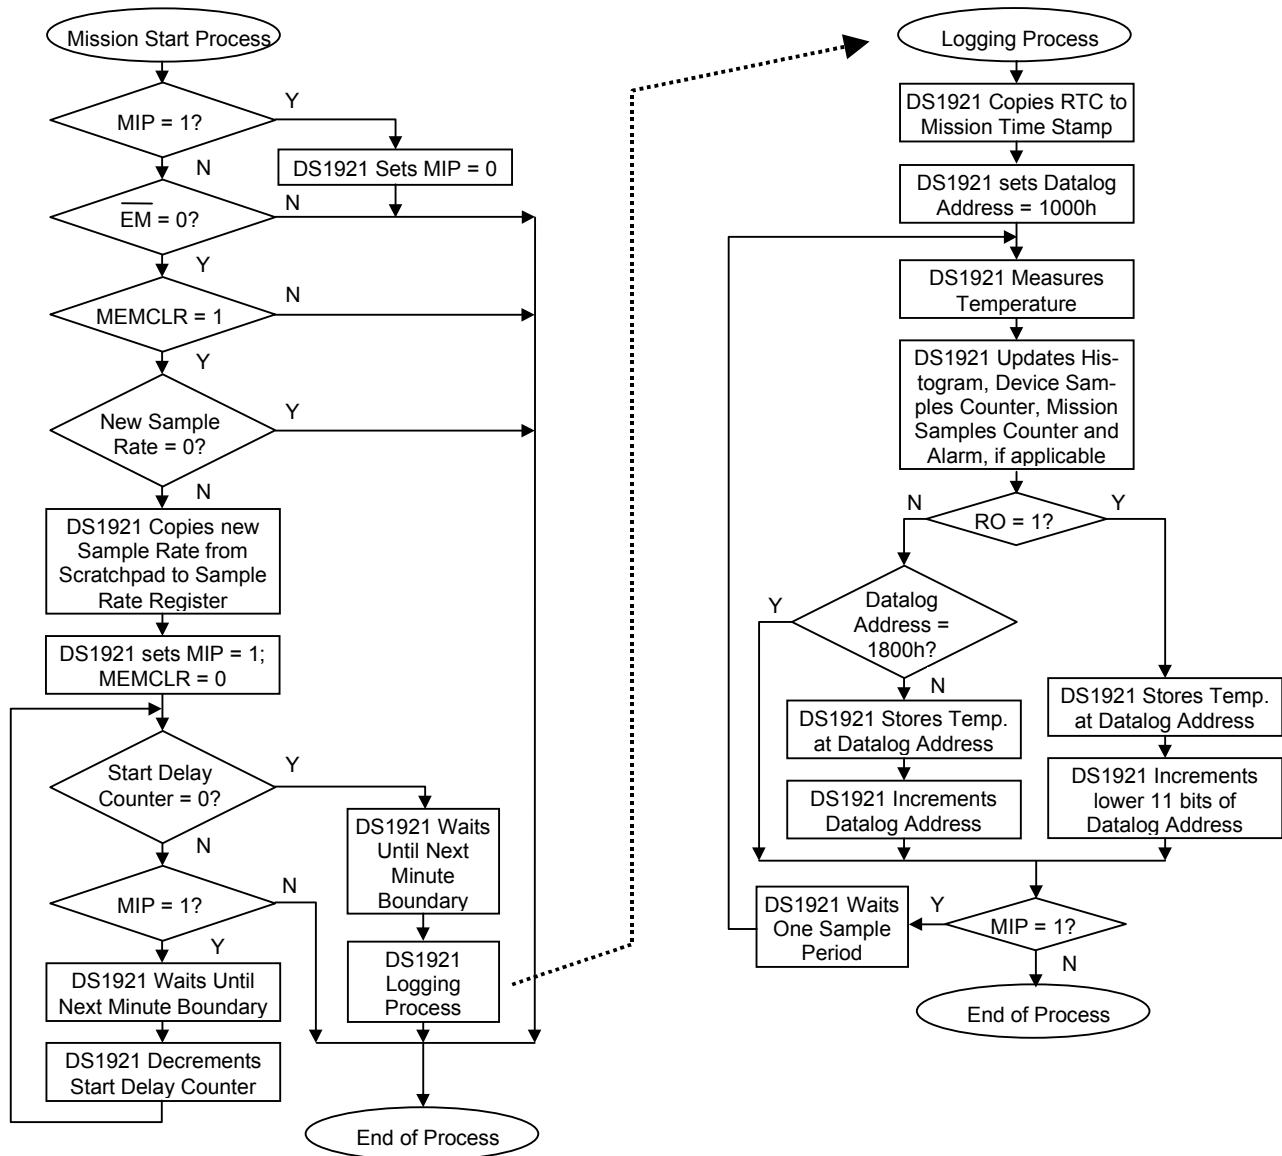 Mission Start Process
MIP = 1?
Y
N
DS1921 Sets MIP = 0
E̅M̅ = 0?
N
Y
MEMCLR = 1
N
Y
New Sample
Rate = 0?
Y
N
DS1921 Copies new
Sample Rate from
Scratchpad to Sample
Rate Register
DS1921 sets MIP = 1;
MEMCLR = 0
Start Delay
Counter = 0?
Y
N
DS1921 Waits
Until Next
Minute
Boundary
MIP = 1?
N
Y
DS1921 Waits Until
Next Minute Boundary
DS1921
Logging
Process
DS1921 Decrements
Start Delay Counter
End of Process
Logging Process
DS1921 Copies RTC to
Mission Time Stamp
DS1921 sets Datalog
Address = 1000h
DS1921 Measures
Temperature
DS1921 Updates His-
togram, Device Sam-
ples Counter, Mission
Samples Counter and
Alarm, if applicable
N
RO = 1?
Y
Y
Datalog
Address =
1800h?
N
DS1921 Stores Temp.
at Datalog Address
DS1921 Increments
Datalog Address
DS1921 Stores Temp.
at Datalog Address
DS1921 Increments
lower 11 bits of
Datalog Address
DS1921 Waits
One Sample
Period
Y
MIP = 1?
N
End of Process